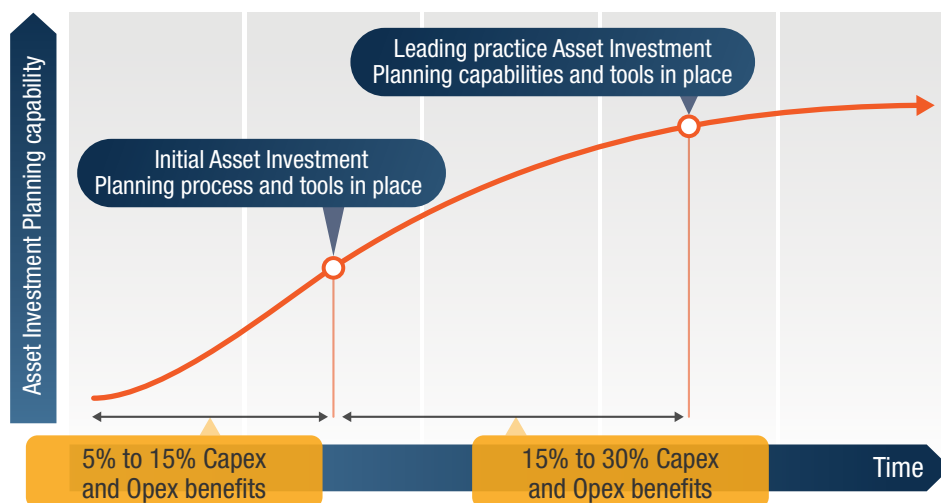 Asset Investment Planning capability
Leading practice Asset Investment
Planning capabilities and tools in place
Initial Asset Investment
Planning process and tools in place
5% to 15% Capex
and Opex benefits
15% to 30% Capex
and Opex benefits
Time